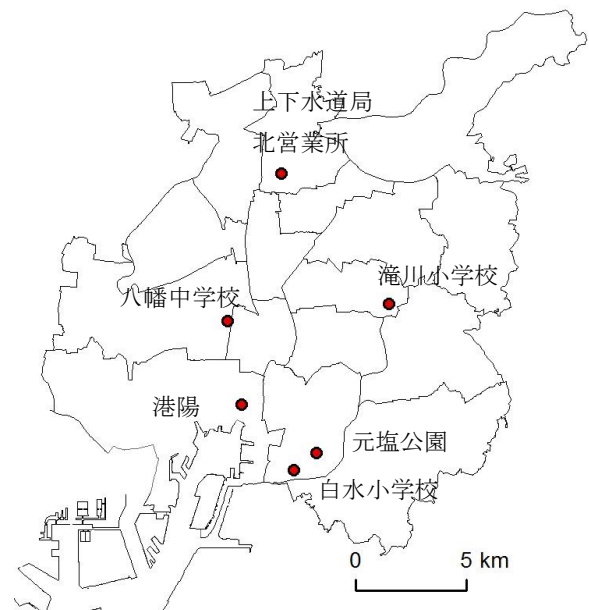 上下水道局
北営業所
滝川小学校
八幡中学校
港陽
元塩公園
白水小学校
0 5 km